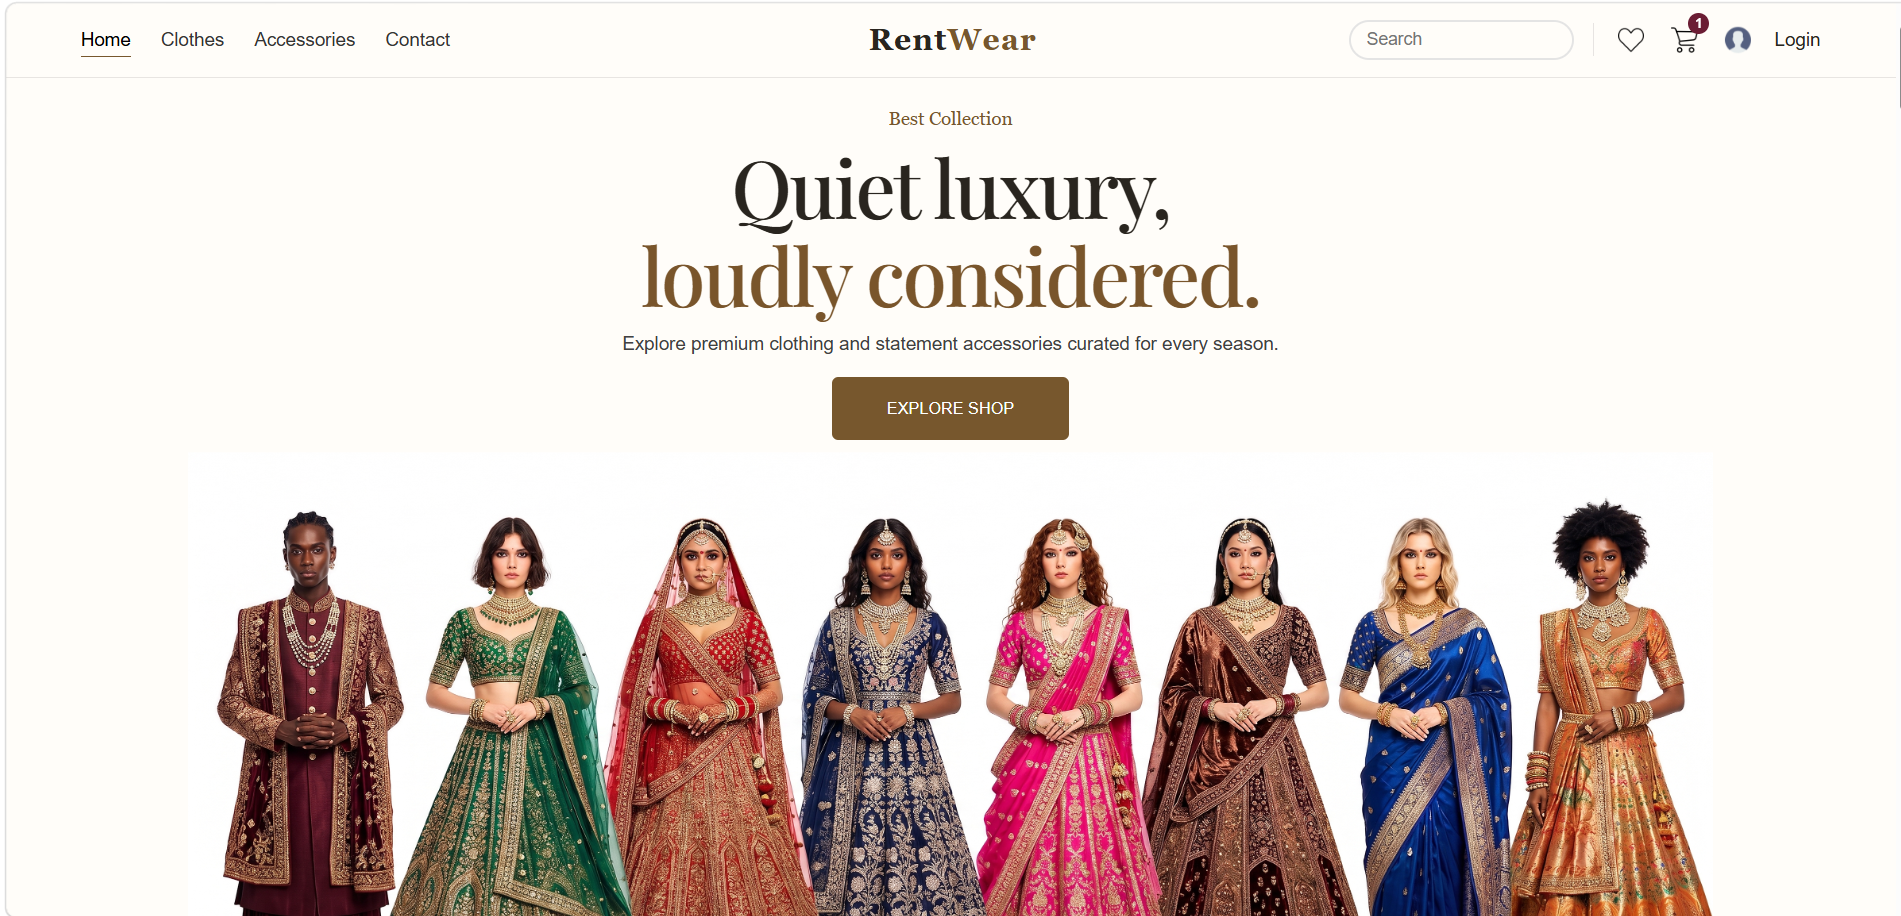 Home Clothes Accessories Contact RentWear Search 1 Login
Best Collection
Quiet luxury,
loudly considered.
Explore premium clothing and statement accessories curated for every season.
EXPLORE SHOP